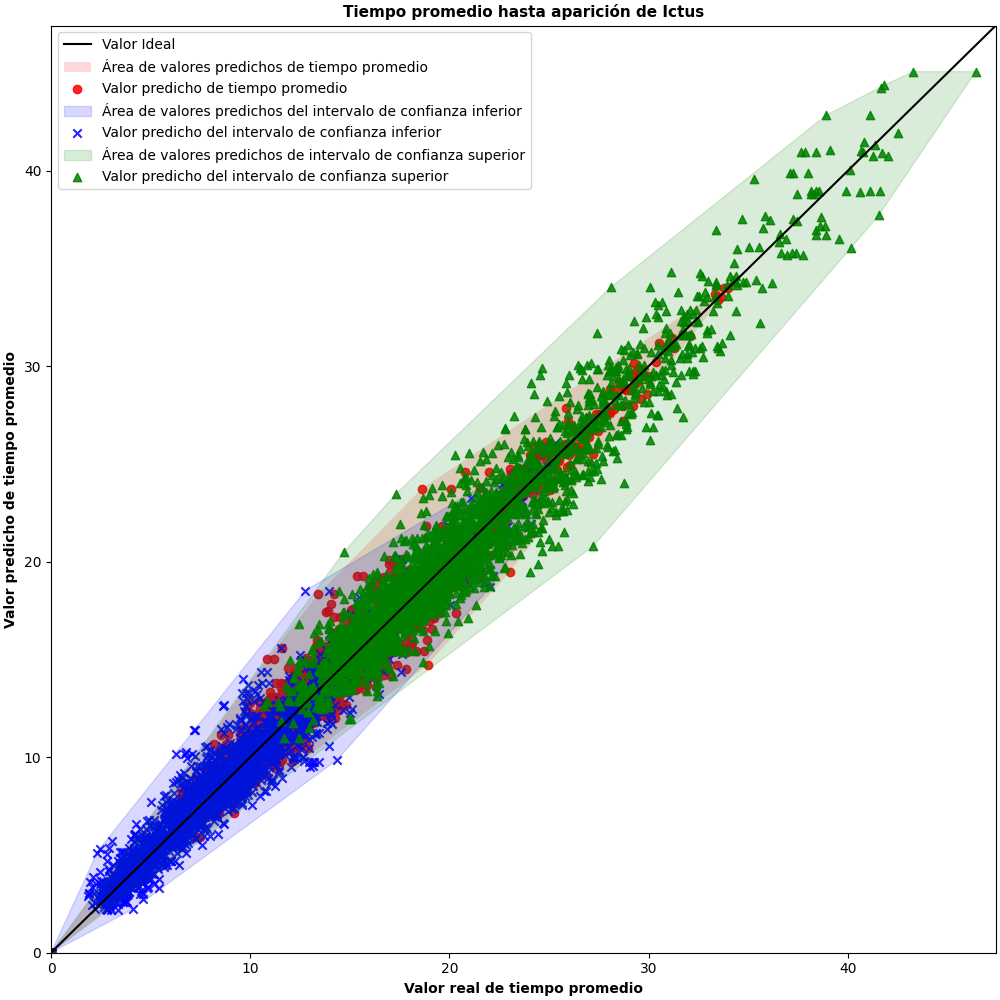 Tiempo promedio hasta aparición de Ictus
Valor Ideal
Área de valores predichos de tiempo promedio
Valor predicho de tiempo promedio
Área de valores predichos del intervalo de confianza inferior
Valor predicho del intervalo de confianza inferior
Área de valores predichos de intervalo de confianza superior
Valor predicho del intervalo de confianza superior
Valor predicho de tiempo promedio
40
30
20
10
0
0 10 20 30 40
Valor real de tiempo promedio